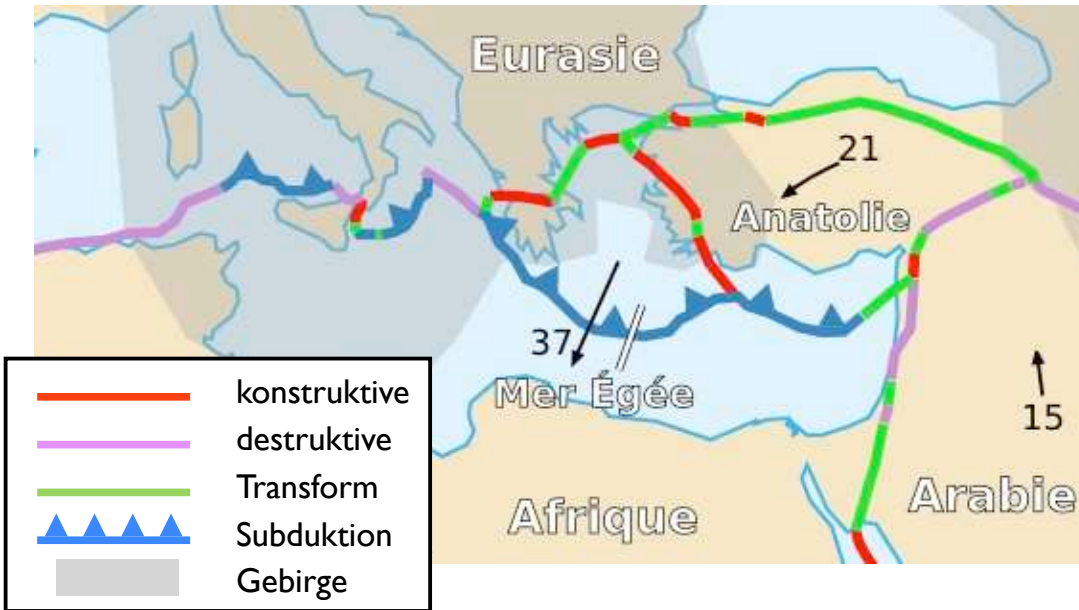 Eurasie
21
Anatolie
37
Mer Égée
15
Afrique
Arabie
konstruktive
destruktive
Transform
Subduktion
Gebirge